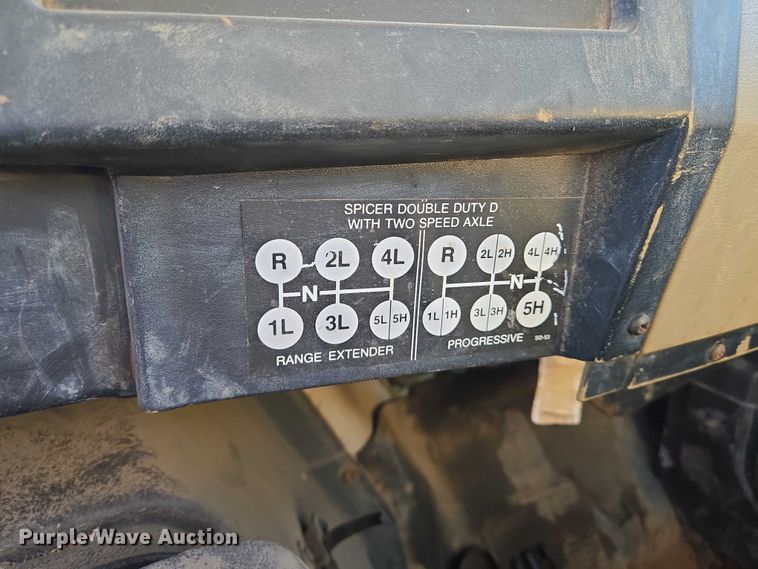 SPICER DOUBLE DUTY D
WITH TWO SPEED AXLE
R 2L 4L
N
1L 3L 5L 5H
RANGE EXTENDER
R 2L 2H 4L 4H
N
1L 1H 3L 3H 5H
PROGRESSIVE SD-53
Purple Wave Auction